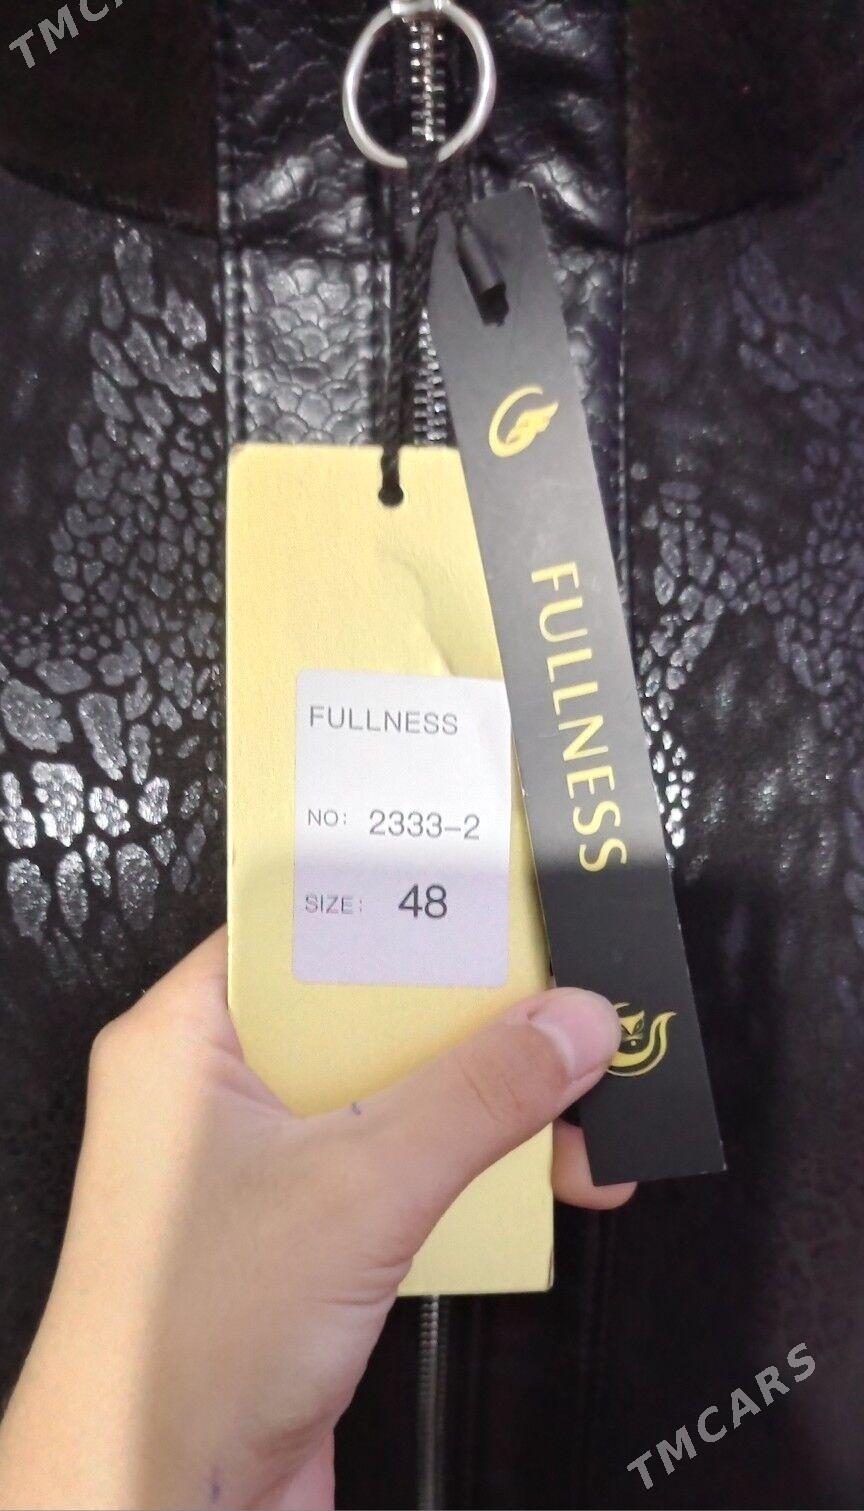 TMCARS
FULLNESS
FULLNESS
NO: 2333-2
SIZE: 48
TMCARS